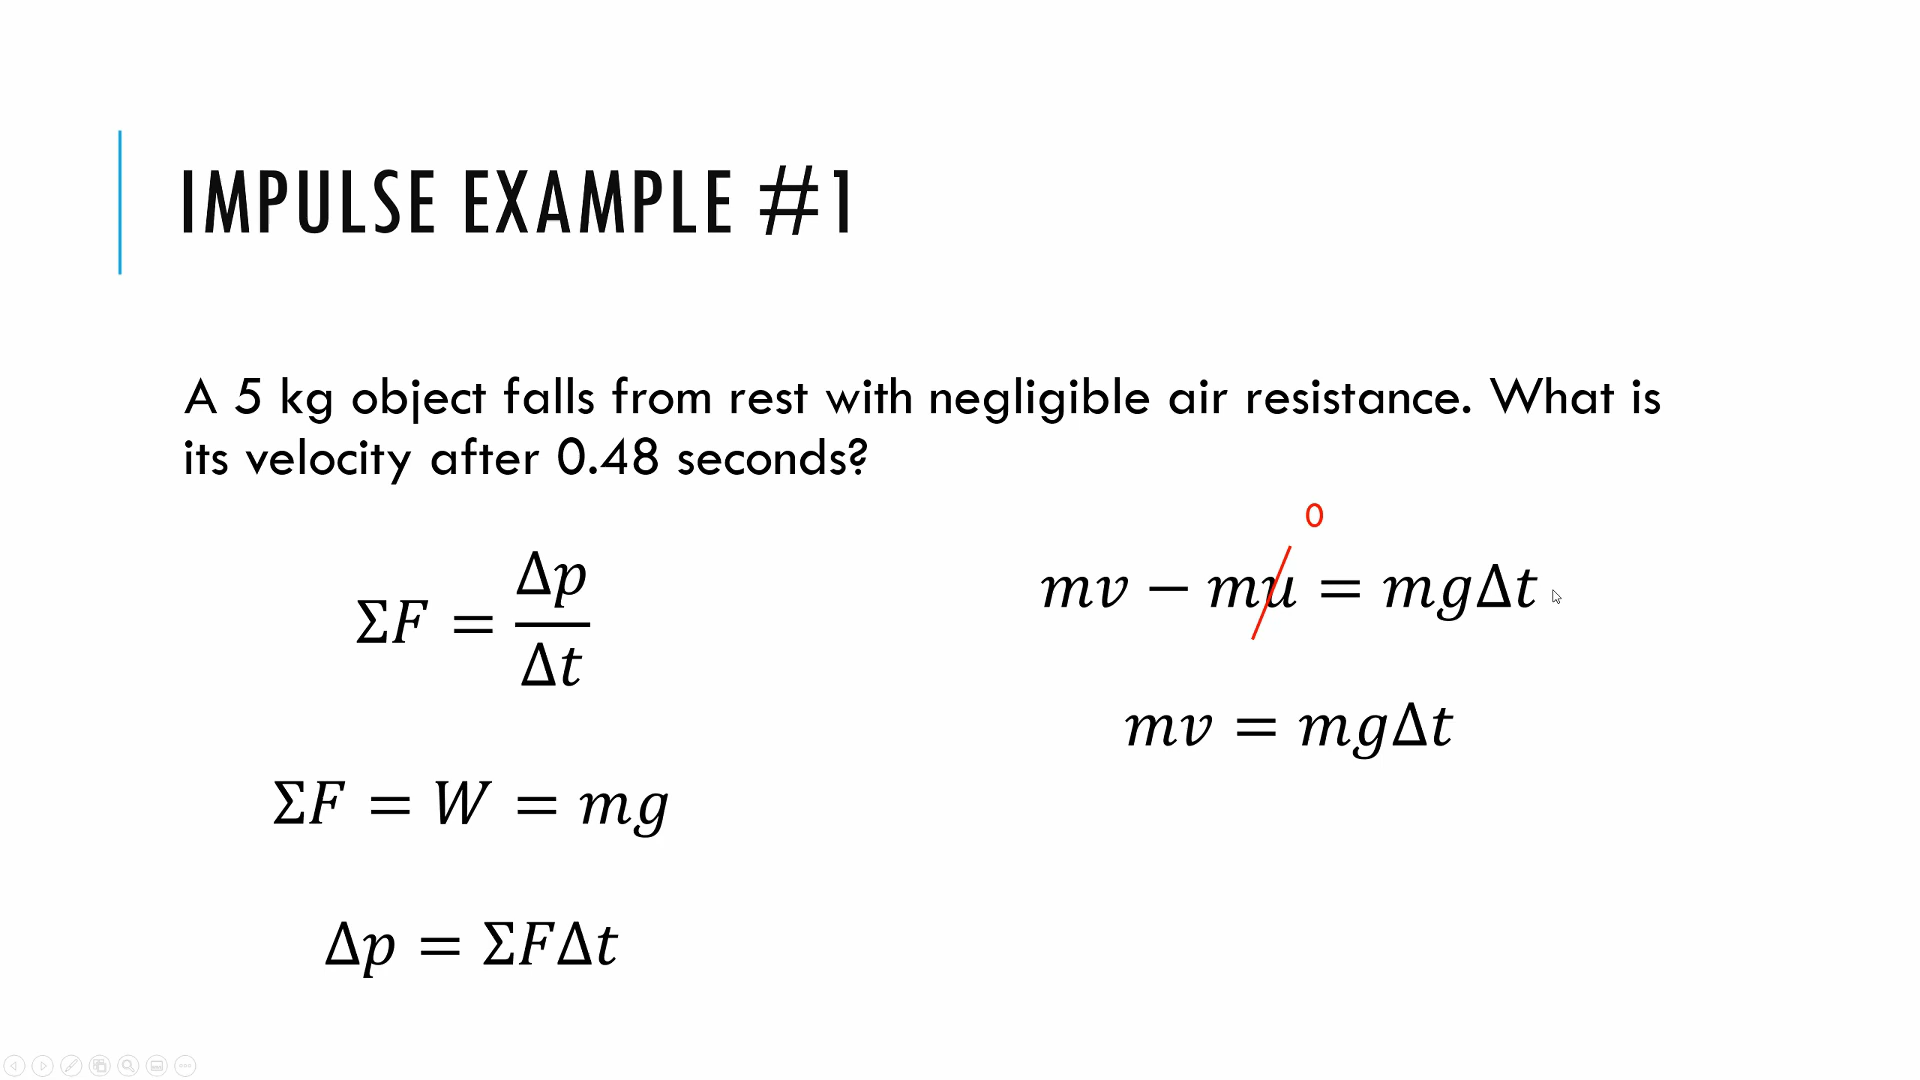 IMPULSE EXAMPLE #1
A 5 kg object falls from rest with negligible air resistance. What is
its velocity after 0.48 seconds?
ΣF = Δp/Δt
ΣF = W = mg
Δp = ΣFΔt
0
mv − mu = mgΔt
mv = mgΔt